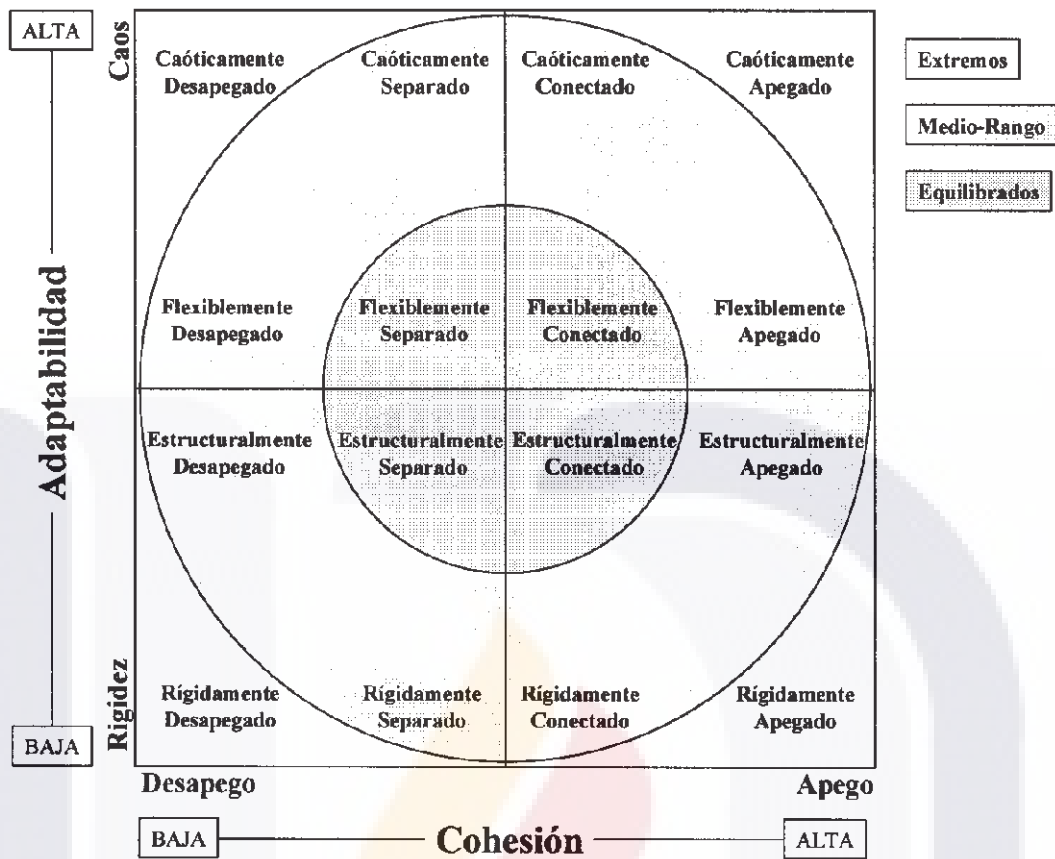 ALTA
Caos
Caóticamente Caóticamente Caóticamente Caóticamente
Desapegado Separado Conectado Apegado
Extremos
Medio-Rango
Equilibrados
Adaptabilidad
Flexiblemente Flexiblemente Flexiblemente Flexiblemente
Desapegado Separado Conectado Apegado
Estructuralmente Estructuralmente Estructuralmente Estructuralmente
Desapegado Separado Conectado Apegado
Rígidamente Rígidamente Rígidamente Rígidamente
Desapegado Separado Conectado Apegado
Rigidez
BAJA
Desapego Apego
BAJA Cohesión ALTA